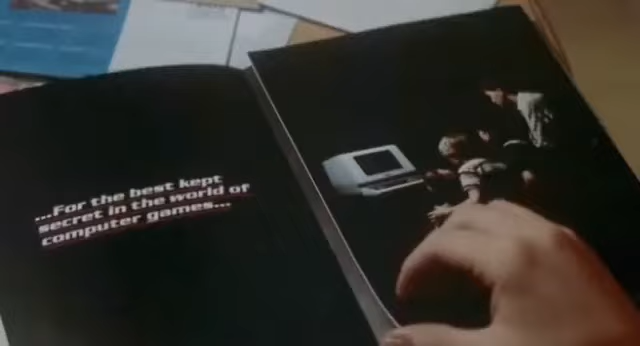 ...For the best kept
secret in the world of
computer games...